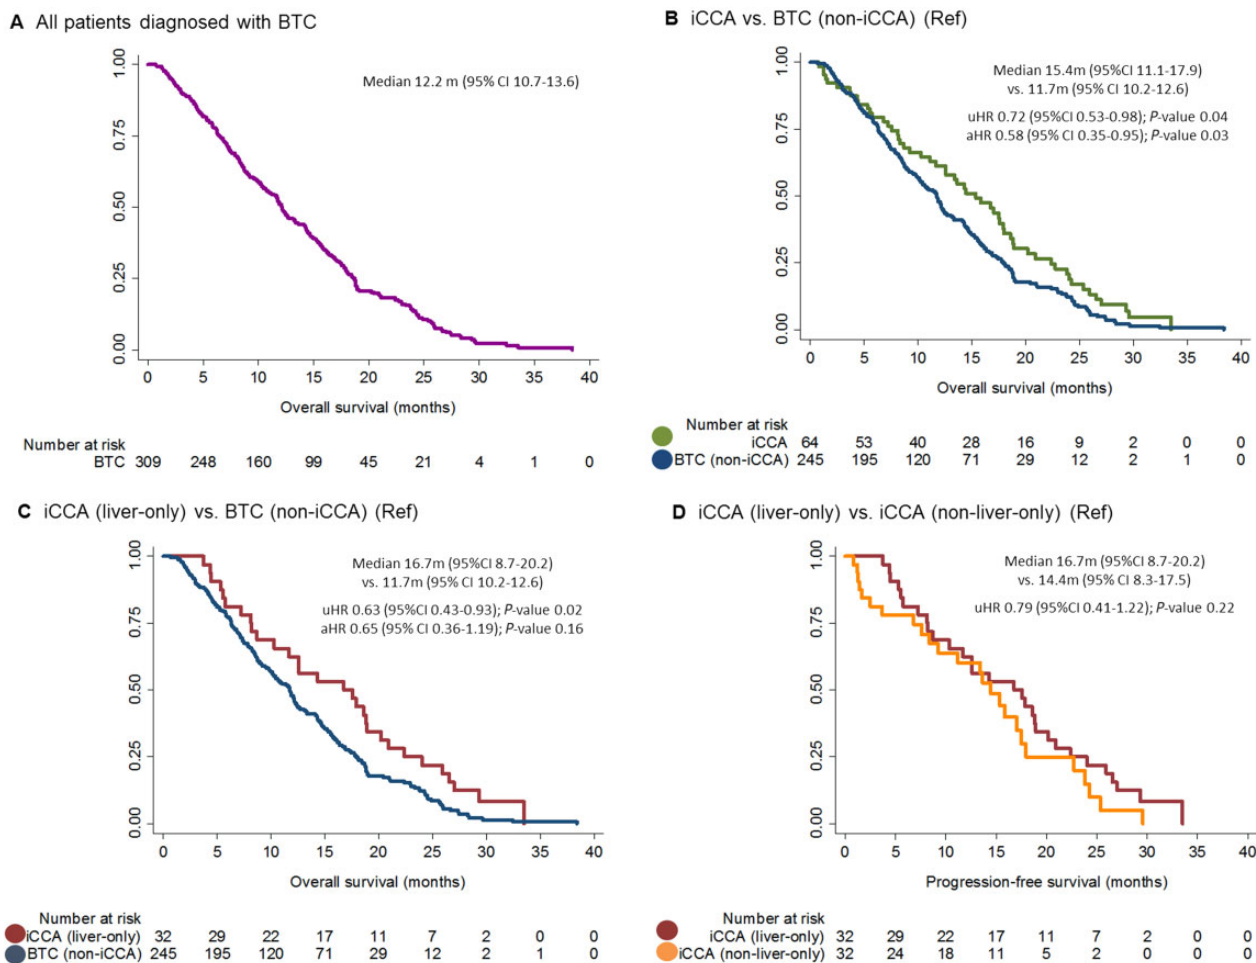 A All patients diagnosed with BTC
Median 12.2 m (95% CI 10.7-13.6)
1.00
0.75
0.50
0.25
0.00
0 5 10 15 20 25 30 35 40
Overall survival (months)
Number at risk
BTC 309 248 160 99 45 21 4 1 0
B iCCA vs. BTC (non-iCCA) (Ref)
Median 15.4m (95%CI 11.1-17.9)
vs. 11.7m (95% CI 10.2-12.6)
uHR 0.72 (95%CI 0.53-0.98); P-value 0.04
aHR 0.58 (95% CI 0.35-0.95); P-value 0.03
1.00
0.75
0.50
0.25
0.00
0 5 10 15 20 25 30 35 40
Overall survival (months)
Number at risk
iCCA 64 53 40 28 16 9 2 0 0
BTC (non-iCCA) 245 195 120 71 29 12 2 1 0
C iCCA (liver-only) vs. BTC (non-iCCA) (Ref)
Median 16.7m (95%CI 8.7-20.2)
vs. 11.7m (95% CI 10.2-12.6)
uHR 0.63 (95%CI 0.43-0.93); P-value 0.02
aHR 0.65 (95% CI 0.36-1.19); P-value 0.16
1.00
0.75
0.50
0.25
0.00
0 5 10 15 20 25 30 35 40
Overall survival (months)
Number at risk
iCCA (liver-only) 32 29 22 17 11 7 2 0 0
BTC (non-iCCA) 245 195 120 71 29 12 2 1 0
D iCCA (liver-only) vs. iCCA (non-liver-only) (Ref)
Median 16.7m (95%CI 8.7-20.2)
vs. 14.4m (95% CI 8.3-17.5)
uHR 0.79 (95%CI 0.41-1.22); P-value 0.22
1.00
0.75
0.50
0.25
0.00
0 5 10 15 20 25 30 35 40
Progression-free survival (months)
Number at risk
iCCA (liver-only) 32 29 22 17 11 7 2 0 0
iCCA (non-liver-only) 32 24 18 11 5 2 0 0 0